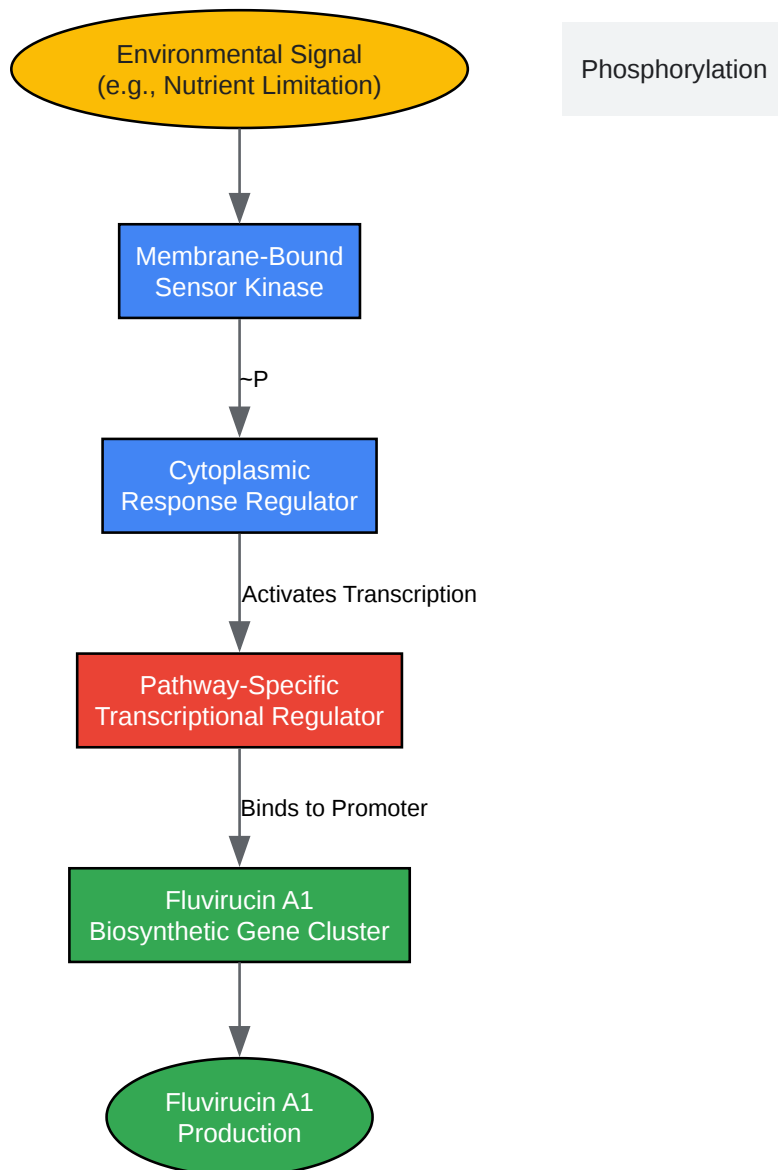 Environmental Signal
(e.g., Nutrient Limitation)
Phosphorylation
Membrane-Bound
Sensor Kinase
~P
Cytoplasmic
Response Regulator
Activates Transcription
Pathway-Specific
Transcriptional Regulator
Binds to Promoter
Fluvirucin A1
Biosynthetic Gene Cluster
Fluvirucin A1
Production